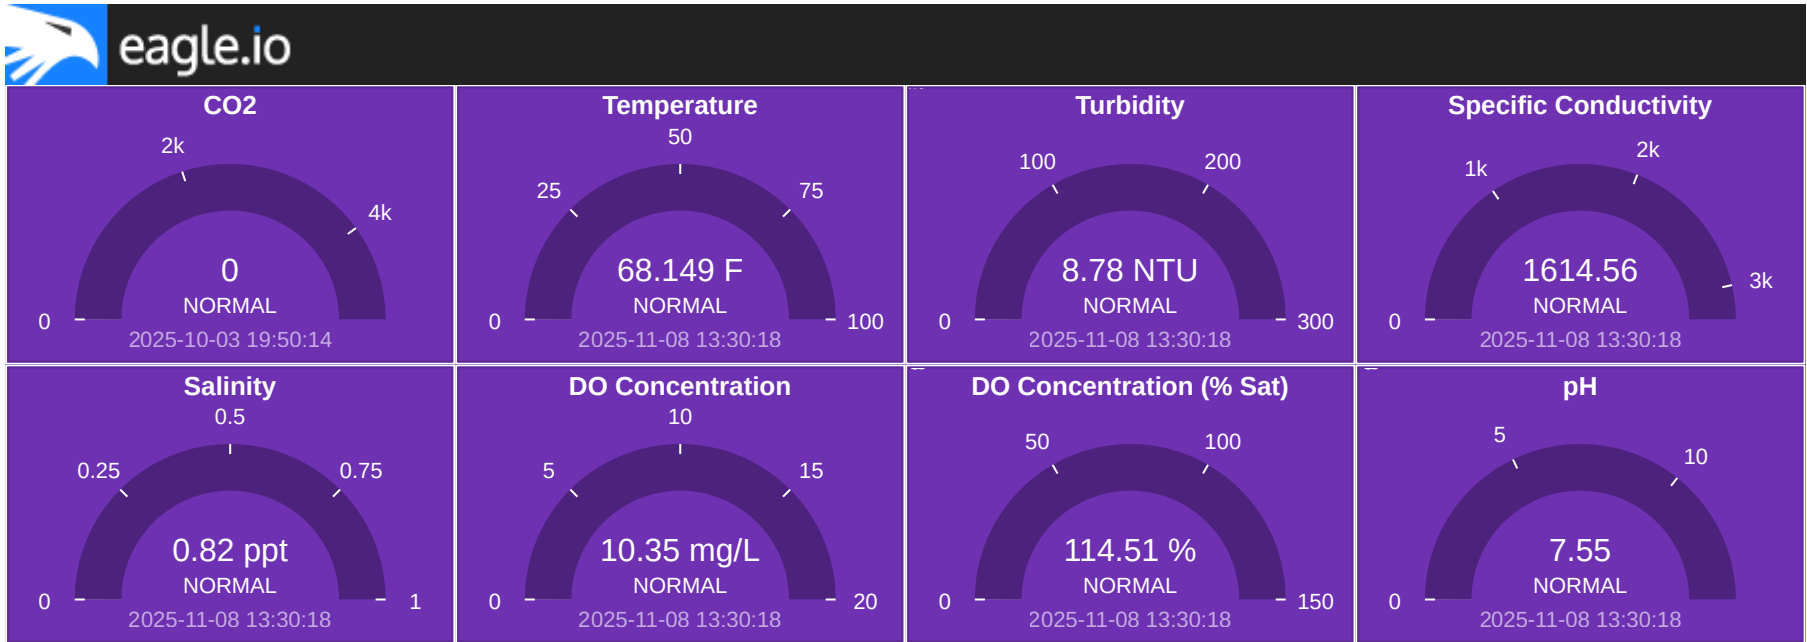 eagle.io
CO2
2k
4k
0
0
NORMAL
2025-10-03 19:50:14
Temperature
50
25
75
68.149 F
NORMAL
0
100
2025-11-08 13:30:18
Turbidity
100
200
8.78 NTU
NORMAL
0
300
2025-11-08 13:30:18
Specific Conductivity
2k
1k
1614.56
3k
NORMAL
0
2025-11-08 13:30:18
Salinity
0.5
0.25
0.75
0.82 ppt
NORMAL
0
1
2025-11-08 13:30:18
DO Concentration
10
5
15
10.35 mg/L
NORMAL
0
20
2025-11-08 13:30:18
DO Concentration (% Sat)
50
100
114.51 %
NORMAL
0
150
2025-11-08 13:30:18
pH
5
10
7.55
NORMAL
0
2025-11-08 13:30:18